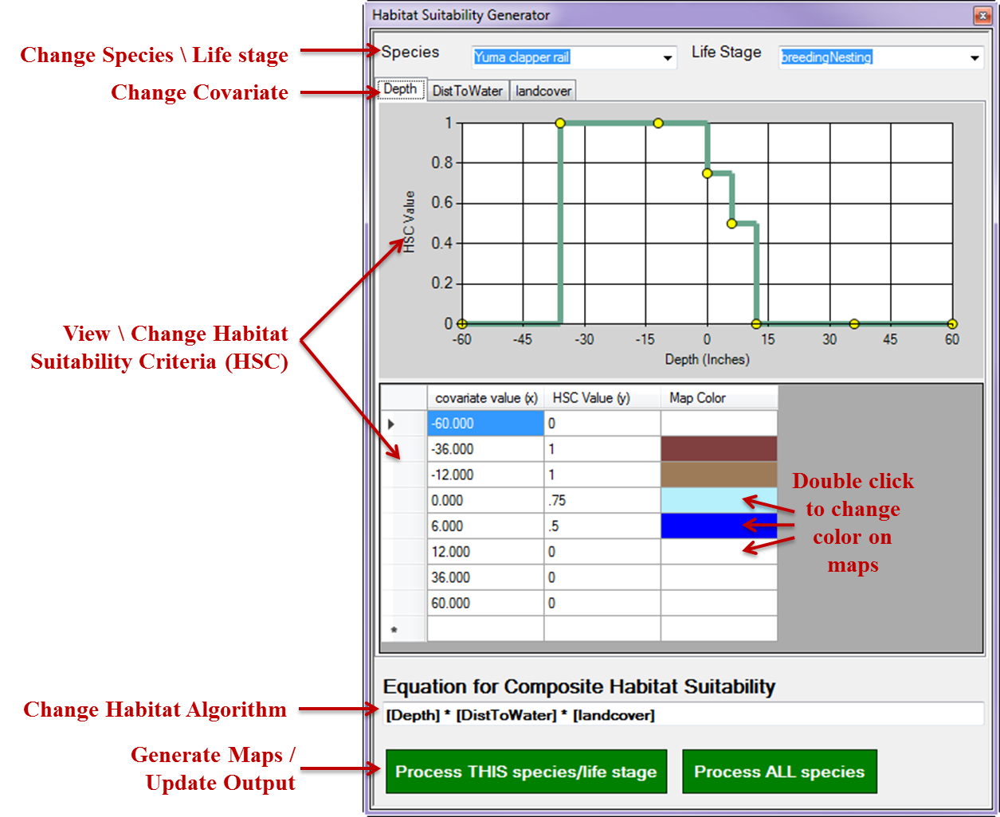 Habitat Suitability Generator
Change Species \ Life stage
Species
Yuma clapper rail
Life Stage
breedingNesting
Change Covariate
Depth
DistToWater
landcover
1
0.8
0.6
0.4
0.2
0
HSC Value
-60 -45 -30 -15 0 15 30 45 60
Depth (Inches)
View \ Change Habitat
Suitability Criteria (HSC)
covariate value (x) HSC Value (y) Map Color
-60.000 0
-36.000 1
-12.000 1
0.000 .75
6.000 .5
12.000 0
36.000 0
60.000 0
*
Double click
to change
color on
maps
Equation for Composite Habitat Suitability
Change Habitat Algorithm
[Depth] * [DistToWater] * [landcover]
Generate Maps /
Update Output
Process THIS species/life stage
Process ALL species